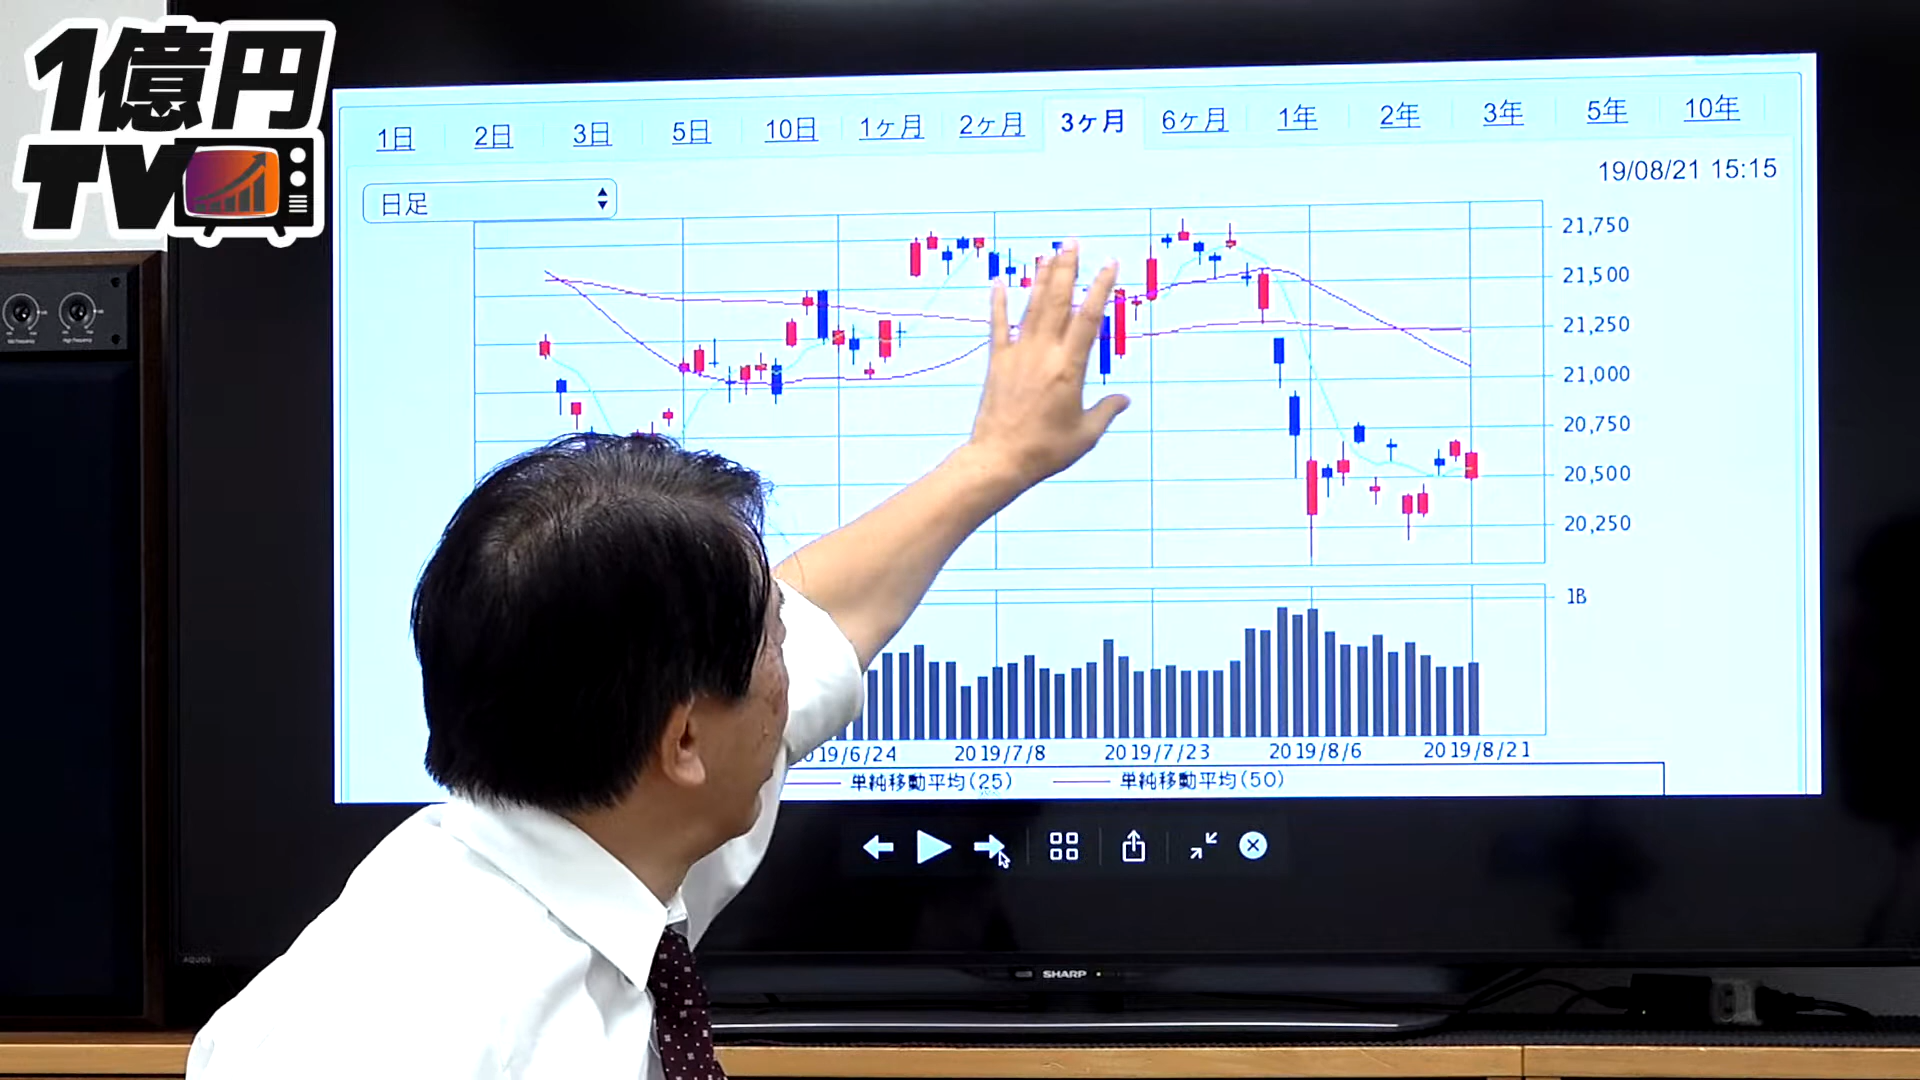 1億円
TV
1日 2日 3日 5日 10日 1ヶ月 2ヶ月 3ヶ月 6ヶ月 1年 2年 3年 5年 10年
19/08/21 15:15
日足
21,750
21,500
21,250
21,000
20,750
20,500
20,250
1B
19/6/24 2019/7/8 2019/7/23 2019/8/6 2019/8/21
単純移動平均(25) 単純移動平均(50)
AQUOS
SHARP